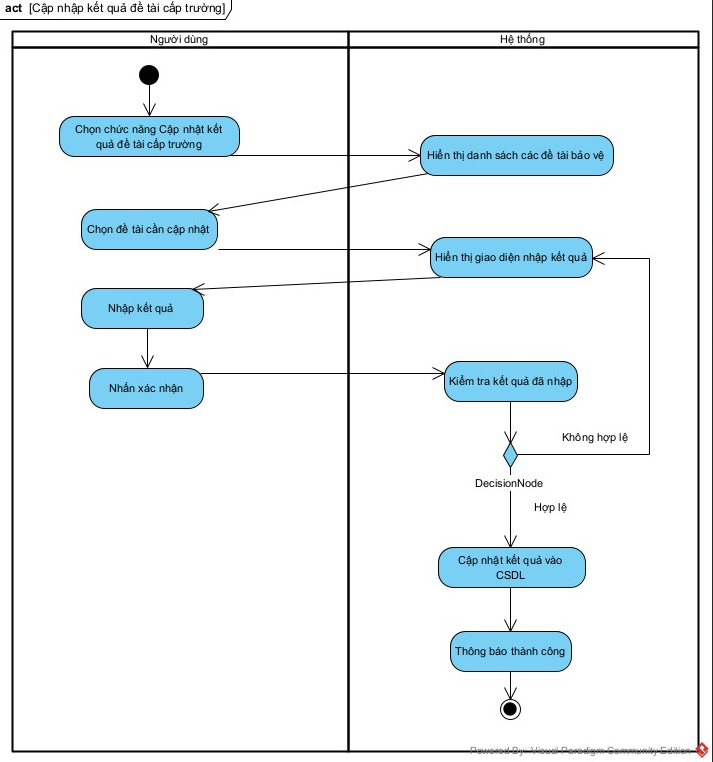 act [Cập nhập kết quả đề tài cấp trường]
Người dùng
Hệ thống
Chọn chức năng Cập nhật kết
quả đề tài cấp trường
Hiển thị danh sách các đề tài bảo vệ
Chọn đề tài cần cập nhật
Hiển thị giao diện nhập kết quả
Nhập kết quả
Nhấn xác nhận
Kiểm tra kết quả đã nhập
Không hợp lệ
DecisionNode
Hợp lệ
Cập nhật kết quả vào
CSDL
Thông báo thành công
Powered By: Visual Paradigm Community Edition